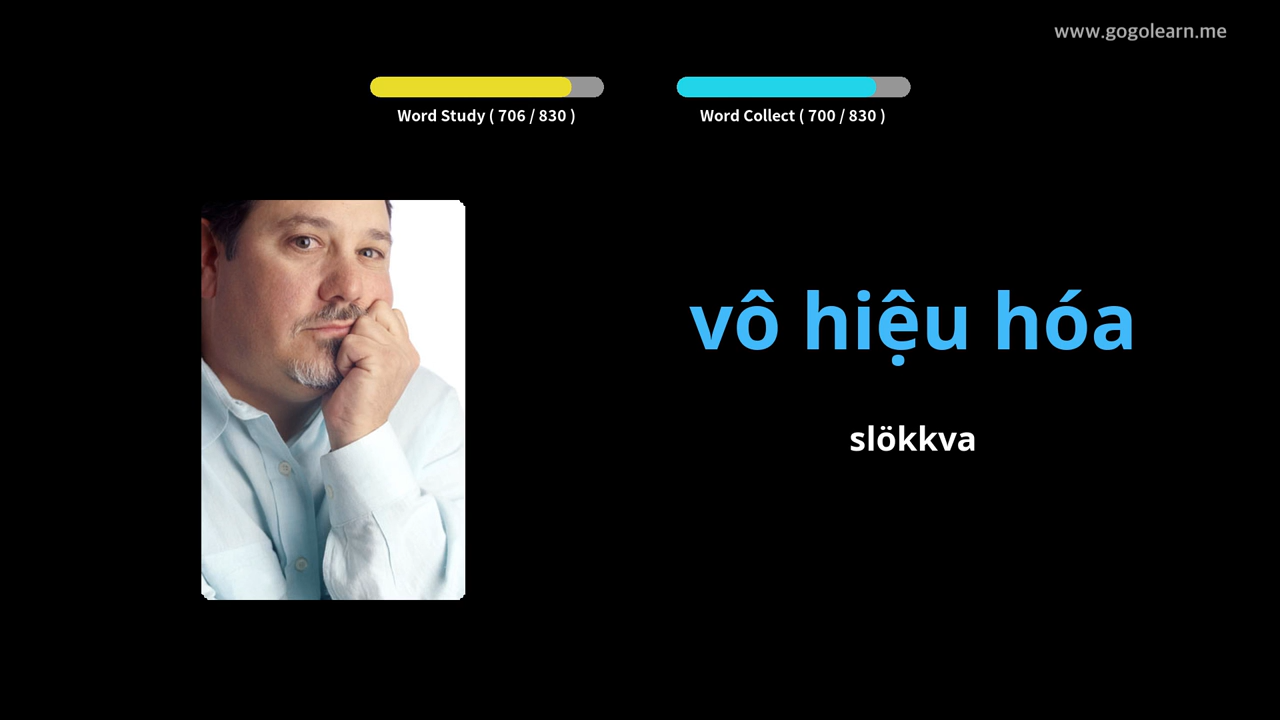 www.gogolearn.me
Word Study ( 706 / 830 )
Word Collect ( 700 / 830 )
vô hiệu hóa
slökkva